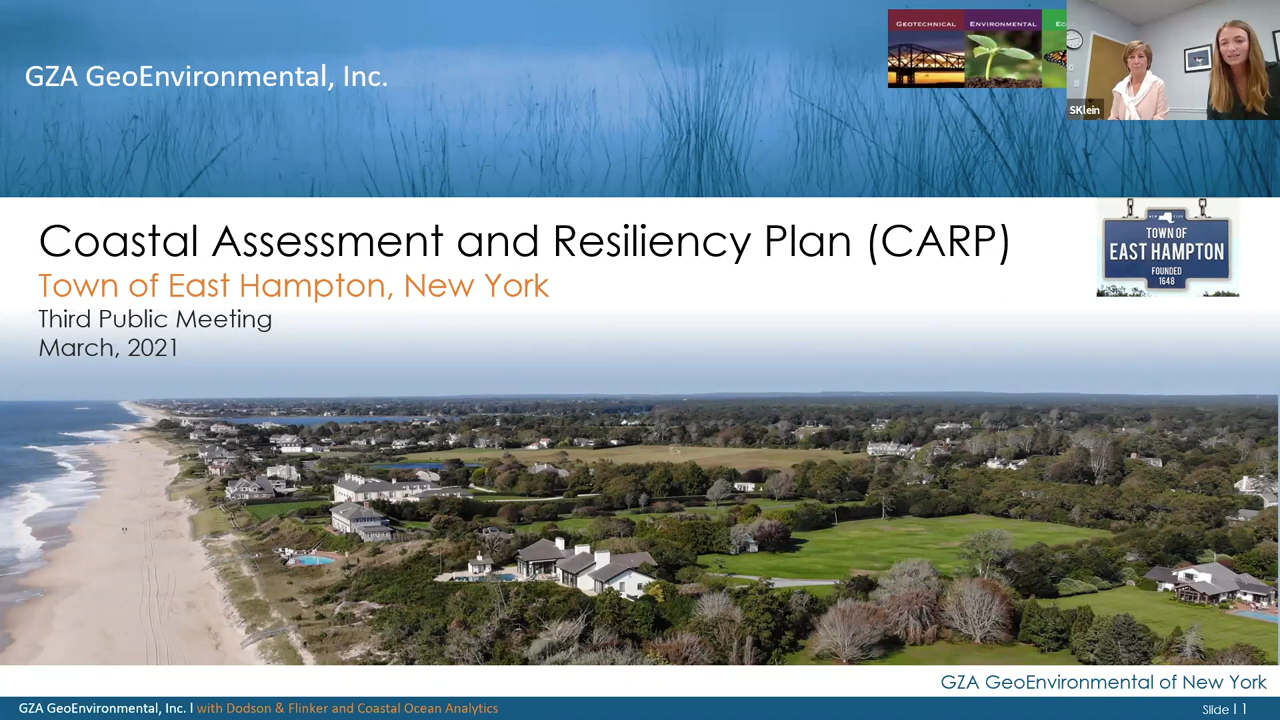 GEOTECHNICAL
ENVIRONMENTAL
GZA GeoEnvironmental, Inc.
SKlein
Coastal Assessment and Resiliency Plan (CARP)
Town of East Hampton, New York
Third Public Meeting
March, 2021
NEW YORK
TOWN OF
EAST HAMPTON
FOUNDED
1648
GZA GeoEnvironmental of New York
GZA GeoEnvironmental, Inc. I with Dodson & Flinker and Coastal Ocean Analytics
Slide I 1